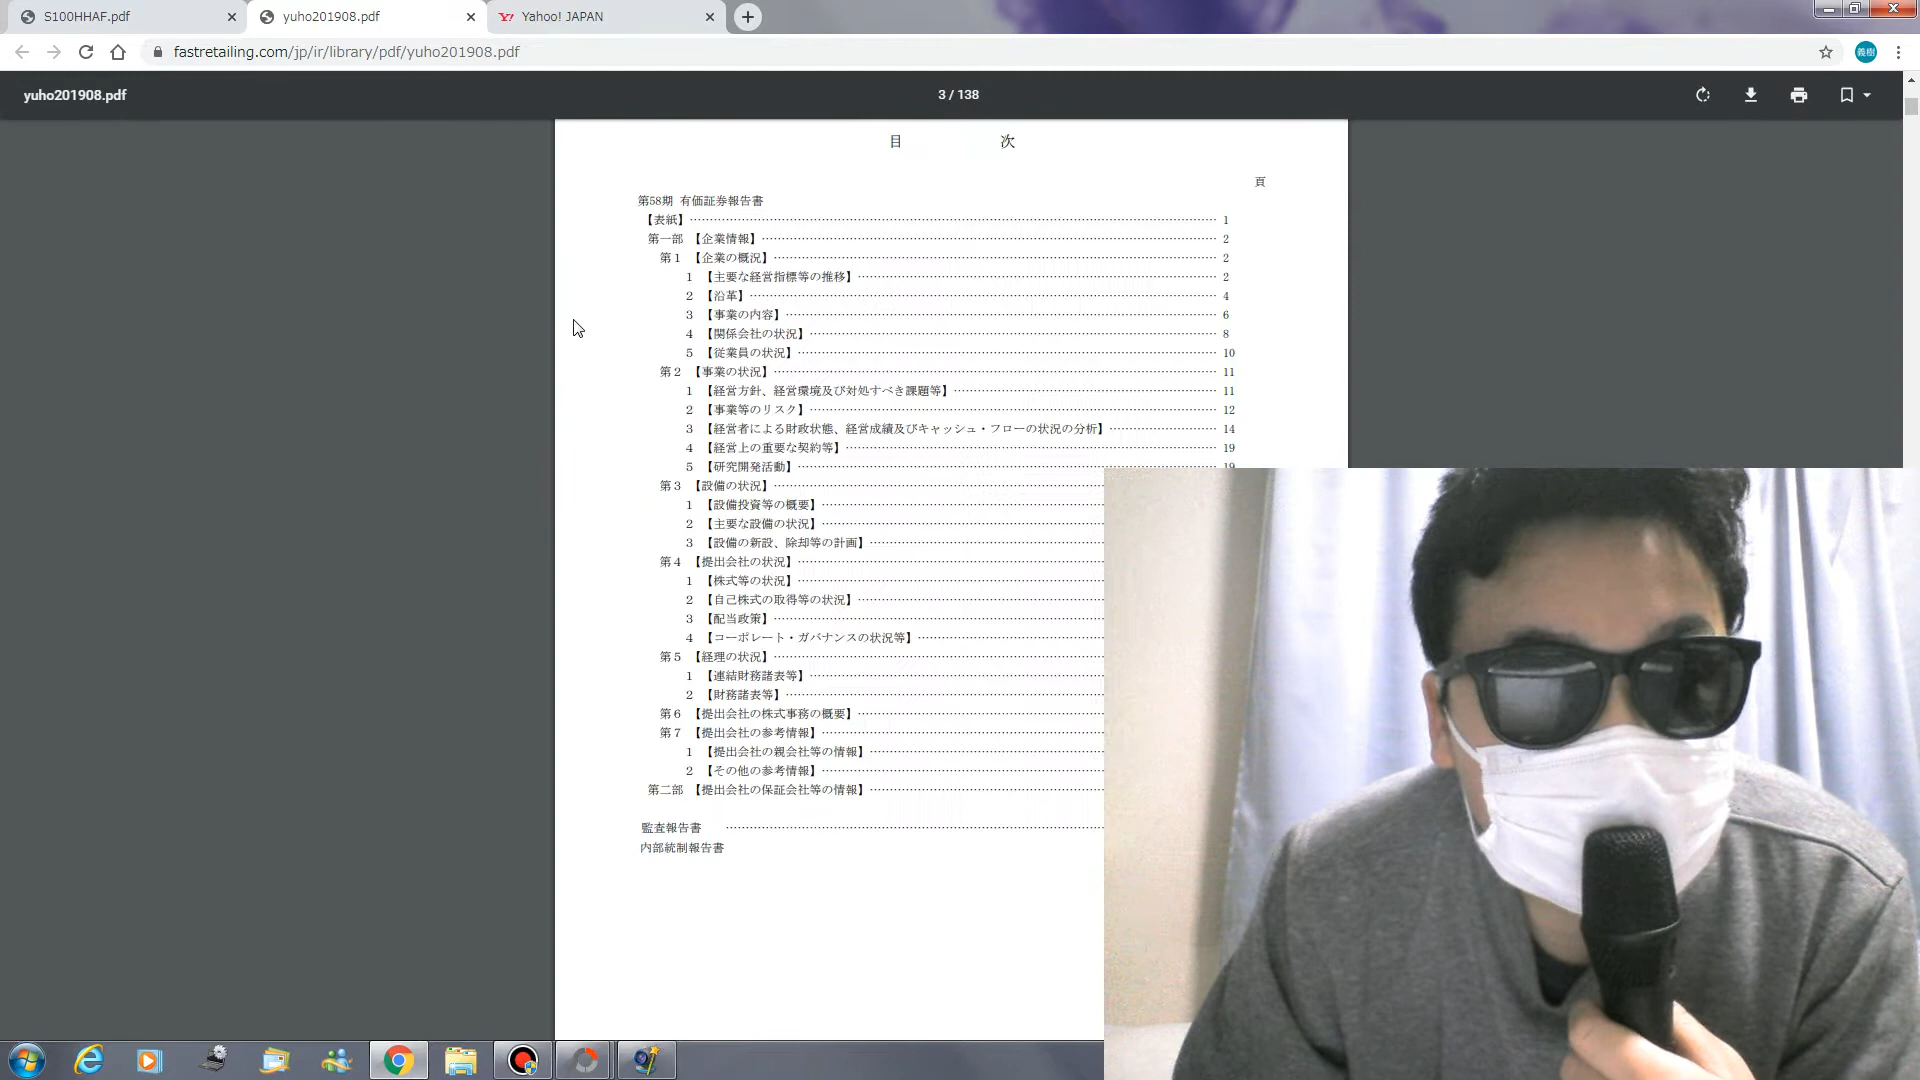 S100HHAF.pdf
yuho201908.pdf
Yahoo! JAPAN
fastretailing.com/jp/ir/library/pdf/yuho201908.pdf
義樹
yuho201908.pdf
3 / 138
目 次
頁
第58期 有価証券報告書
【表紙】 1
第一部 【企業情報】 2
第1 【企業の概況】 2
1 【主要な経営指標等の推移】 2
2 【沿革】 4
3 【事業の内容】 6
4 【関係会社の状況】 8
5 【従業員の状況】 10
第2 【事業の状況】 11
1 【経営方針、経営環境及び対処すべき課題等】 11
2 【事業等のリスク】 12
3 【経営者による財政状態、経営成績及びキャッシュ・フローの状況の分析】 14
4 【経営上の重要な契約等】 19
5 【研究開発活動】 19
第3 【設備の状況】
1 【設備投資等の概要】
2 【主要な設備の状況】
3 【設備の新設、除却等の計画】
第4 【提出会社の状況】
1 【株式等の状況】
2 【自己株式の取得等の状況】
3 【配当政策】
4 【コーポレート・ガバナンスの状況等】
第5 【経理の状況】
1 【連結財務諸表等】
2 【財務諸表等】
第6 【提出会社の株式事務の概要】
第7 【提出会社の参考情報】
1 【提出会社の親会社等の情報】
2 【その他の参考情報】
第二部 【提出会社の保証会社等の情報】
監査報告書
内部統制報告書